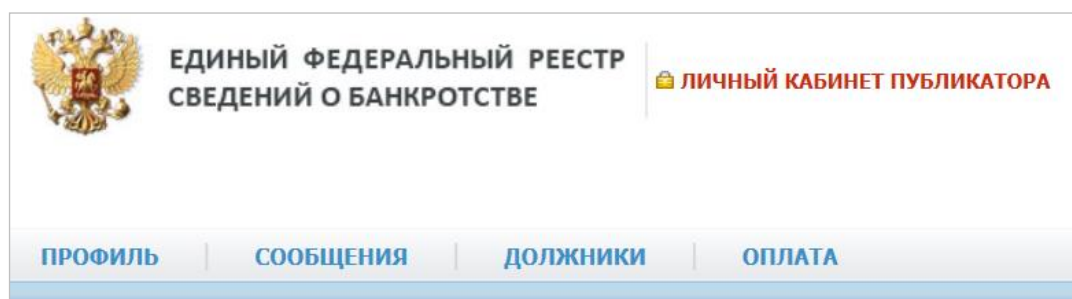 ЕДИНЫЙ ФЕДЕРАЛЬНЫЙ РЕЕСТР
СВЕДЕНИЙ О БАНКРОТСТВЕ
ЛИЧНЫЙ КАБИНЕТ ПУБЛИКАТОРА
ПРОФИЛЬ СООБЩЕНИЯ ДОЛЖНИКИ ОПЛАТА